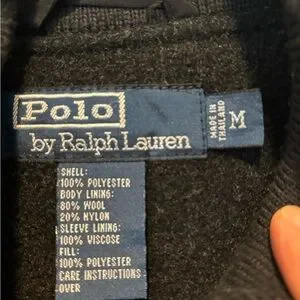 Polo
by Ralph Lauren
MADE IN
THAILAND
M
SHELL:
100% POLYESTER
BODY LINING:
80% WOOL
20% NYLON
SLEEVE LINING:
100% VISCOSE
FILL:
100% POLYESTER
CARE INSTRUCTIONS
OVER